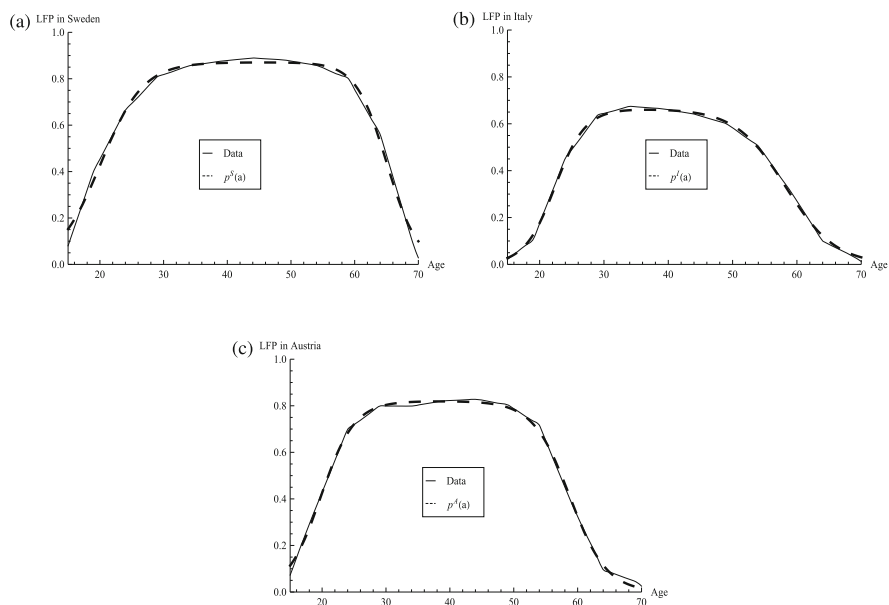 (a)
LFP in Sweden
1.0
0.8
0.6
0.4
0.2
0.0
Data
p^S(a)
20 30 40 50 60 70
Age
(b)
LFP in Italy
1.0
0.8
0.6
0.4
0.2
0.0
Data
p^I(a)
20 30 40 50 60 70
Age
(c)
LFP in Austria
1.0
0.8
0.6
0.4
0.2
0.0
Data
p^A(a)
20 30 40 50 60 70
Age